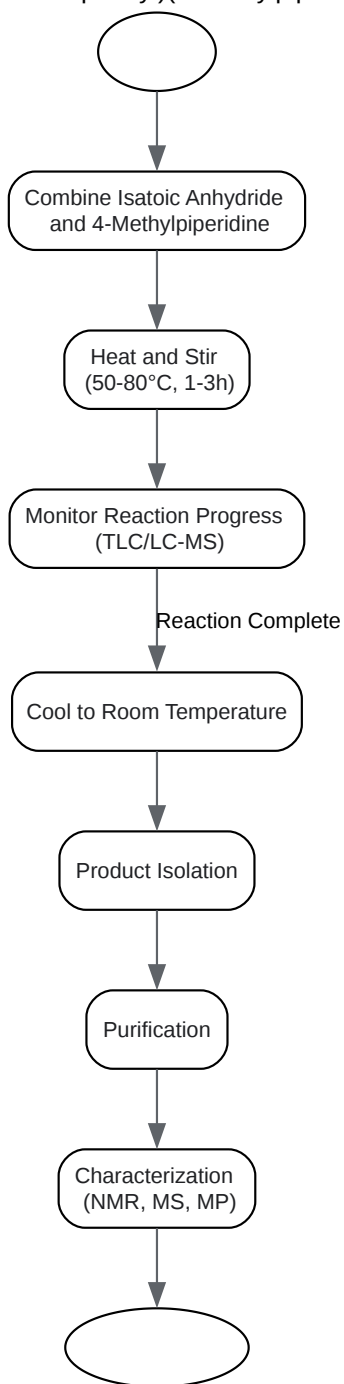 Combine Isatoic Anhydride
and 4-Methylpiperidine
Heat and Stir
(50-80°C, 1-3h)
Monitor Reaction Progress
(TLC/LC-MS)
Reaction Complete
Cool to Room Temperature
Product Isolation
Purification
Characterization
(NMR, MS, MP)